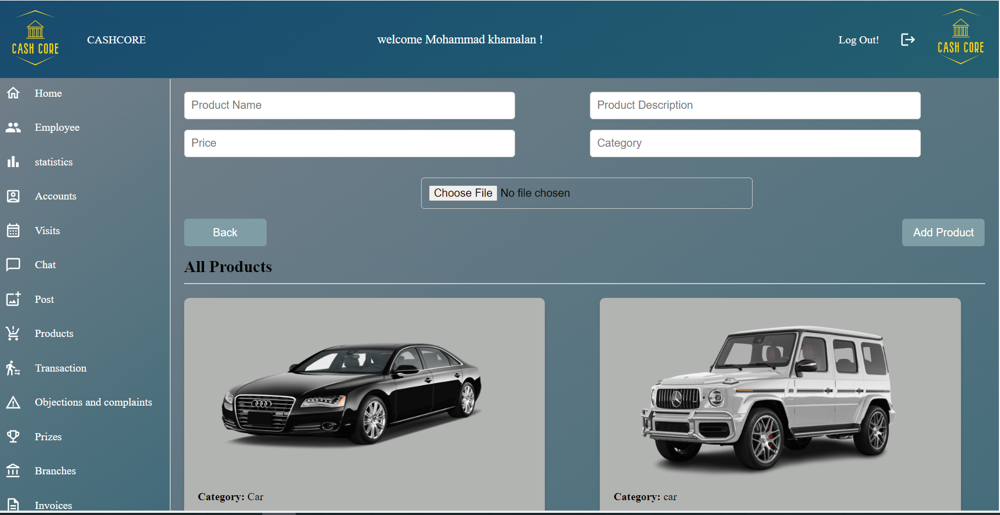 CASH CORE
CASHCORE
welcome Mohammad khamalan !
Log Out!
CASH CORE
Home
Employee
statistics
Accounts
Visits
Chat
Post
Products
Transaction
Objections and complaints
Prizes
Branches
Invoices
Product Name
Product Description
Price
Category
Choose File No file chosen
Back
Add Product
All Products
Category: Car
Category: car